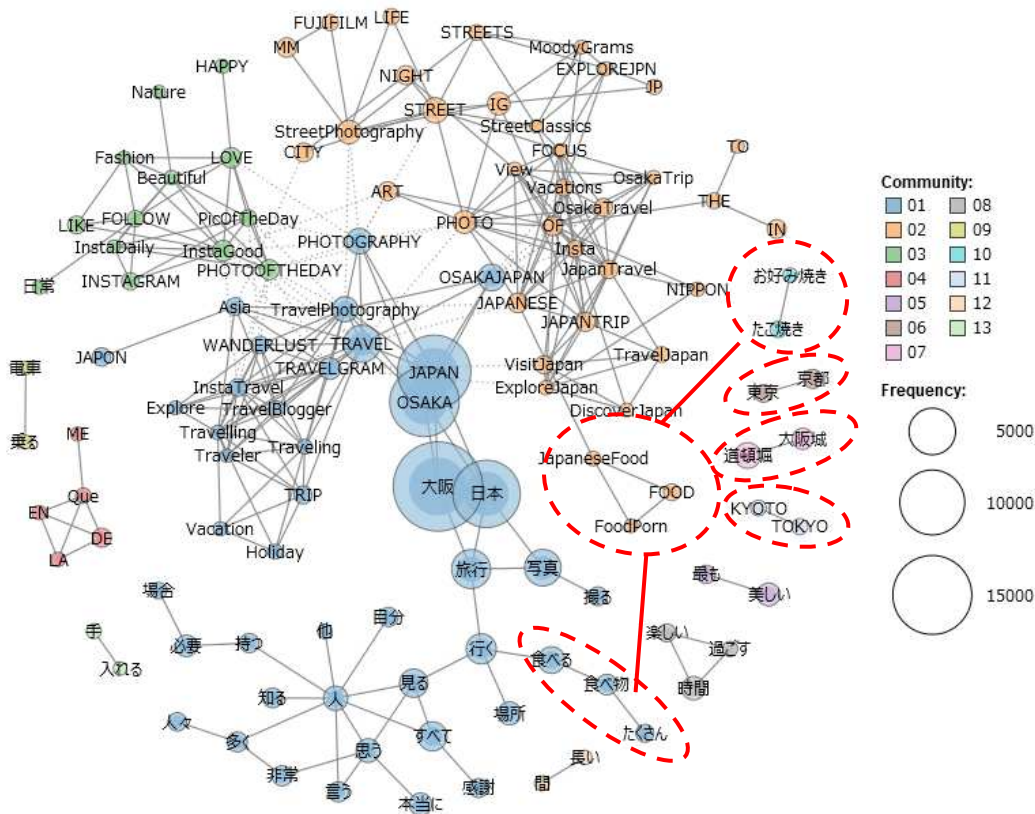 FUJIFILM
LIFE
MM
STREETS
MoodyGrams
HAPPY
NIGHT
EXPLOREJPN
Nature
STREET
IG
JP
StreetPhotography
StreetClassics
CITY
FOCUS
TO
Fashion
LOVE
View
Beautiful
ART
Vacations
OsakaTrip
THE
LIKE
FOLLOW
PicOfTheDay
PHOTO
OsakaTravel
OF
IN
InstaDaily
InstaGood
PHOTOGRAPHY
Insta
INSTAGRAM
PHOTOOFTHEDAY
OSAKAJAPAN
JapanTravel
お好み焼き
日常
NIPPON
Asia
TravelPhotography
JAPANESE
JAPANTRIP
たこ焼き
WANDERLUST
TRAVEL
JAPON
TravelJapan
電車
TRAVELGRAM
JAPAN
VisitJapan
京都
InstaTravel
ExploreJapan
東京
Explore
TravelBlogger
OSAKA
DiscoverJapan
Travelling
Traveling
大阪城
乗る
ME
Traveler
JapaneseFood
道頓堀
大阪
日本
Que
TRIP
FOOD
KYOTO
EN
FoodPorn
TOKYO
Vacation
DE
LA
Holiday
旅行
写真
最も
場合
撮る
美しい
自分
手
他
楽しい
必要
持つ
行く
過ごす
入れる
食べる
見る
食べ物
時間
知る
人
場所
人々
多く
すべて
たくさん
思う
長い
非常
言う
本当に
感謝
間
Community:
01 08
02 09
03 10
04 11
05 12
06 13
07
Frequency:
5000
10000
15000